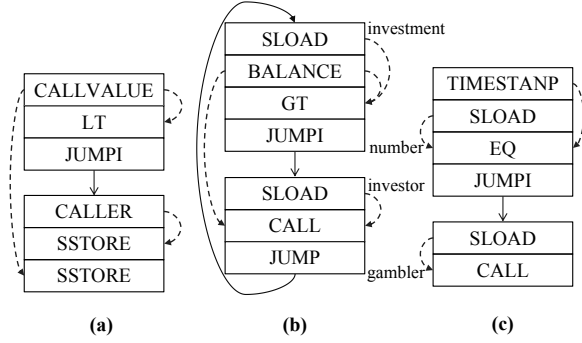 CALLVALUE
LT
JUMPI
CALLER
SSTORE
SSTORE
(a)
SLOAD
investment
BALANCE
GT
JUMPI
SLOAD
investor
CALL
JUMP
(b)
TIMESTANP
SLOAD
number
EQ
JUMPI
SLOAD
gambler
CALL
(c)